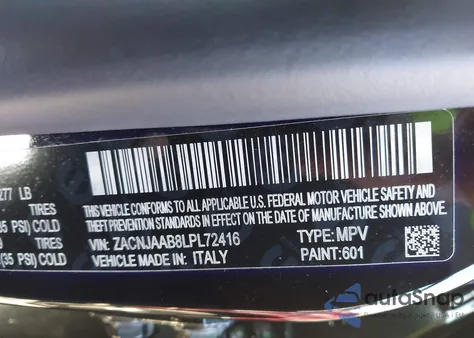 277 LB
TIRES
35 PSI) COLD
TIRES
(35 PSI) COLD
THIS VEHICLE CONFORMS TO ALL APPLICABLE U.S. FEDERAL MOTOR VEHICLE SAFETY AND
THEFT PREVENTION STANDARDS IN EFFECT ON THE DATE OF MANUFACTURE SHOWN ABOVE.
VIN: ZACNJAAB8LPL72416 TYPE: MPV
VEHICLE MADE IN: ITALY PAINT: 601
autoSnap